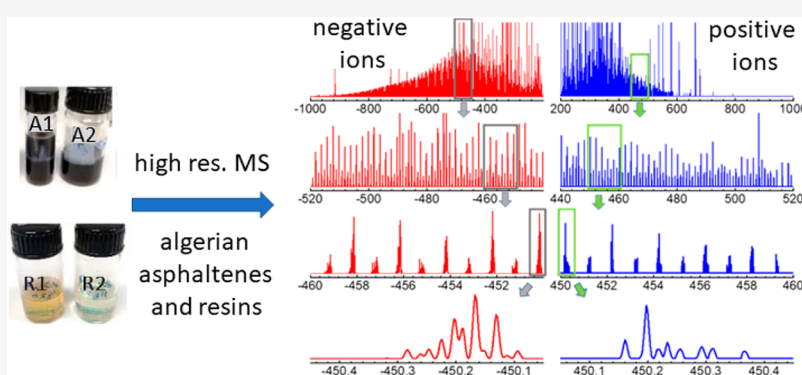 negative
ions
positive
ions
-1000 -800 -600 -400
200 400 600 800 1000
A1 A2
high res. MS
-520 -500 -480 -460
440 460 480 500 520
algerian
asphaltenes
and resins
R1 R2
-460 -458 -456 -454 -452
450 452 454 456 458 460
-450.4 -450.3 -450.2 -450.1
450.1 450.2 450.3 450.4